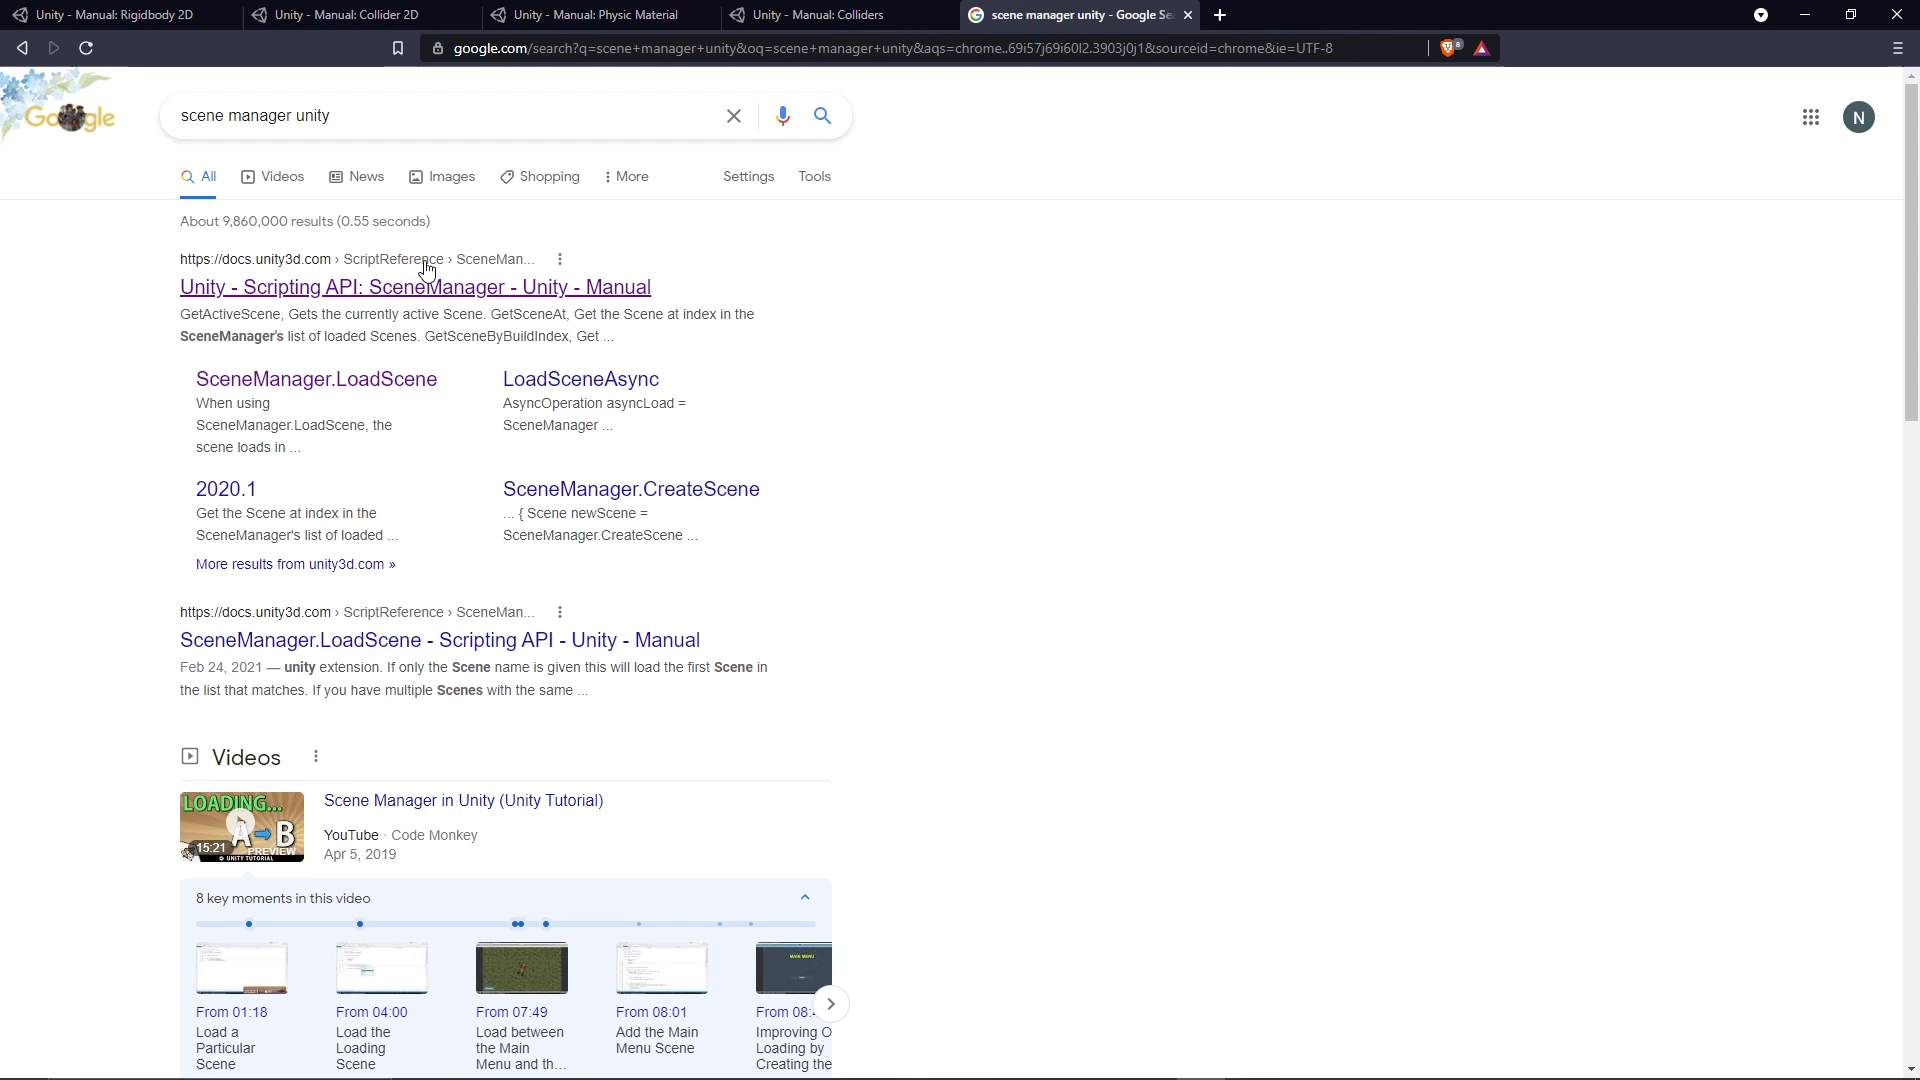 Unity - Manual: Rigidbody 2D
Unity - Manual: Collider 2D
Unity - Manual: Physic Material
Unity - Manual: Colliders
scene manager unity - Google Se
google.com/search?q=scene+manager+unity&oq=scene+manager+unity&aqs=chrome..69i57j69i60l2.3903j0j1&sourceid=chrome&ie=UTF-8
8
Google
scene manager unity
N
All
Videos
News
Images
Shopping
More
Settings
Tools
About 9,860,000 results (0.55 seconds)
https://docs.unity3d.com › ScriptReference › SceneMan...
Unity - Scripting API: SceneManager - Unity - Manual
GetActiveScene, Gets the currently active Scene. GetSceneAt, Get the Scene at index in the
SceneManager's list of loaded Scenes. GetSceneByBuildIndex, Get ...
SceneManager.LoadScene
When using
SceneManager.LoadScene, the
scene loads in ...
LoadSceneAsync
AsyncOperation asyncLoad =
SceneManager ...
2020.1
Get the Scene at index in the
SceneManager's list of loaded ...
SceneManager.CreateScene
... { Scene newScene =
SceneManager.CreateScene ...
More results from unity3d.com »
https://docs.unity3d.com › ScriptReference › SceneMan...
SceneManager.LoadScene - Scripting API - Unity - Manual
Feb 24, 2021 — unity extension. If only the Scene name is given this will load the first Scene in
the list that matches. If you have multiple Scenes with the same ...
Videos
LOADING...
A B
15:21
PREVIEW
UNITY TUTORIAL
Scene Manager in Unity (Unity Tutorial)
YouTube · Code Monkey
Apr 5, 2019
8 key moments in this video
MAIN MENU
From 01:18
Load a
Particular
Scene
From 04:00
Load the
Loading
Scene
From 07:49
Load between
the Main
Menu and th...
From 08:01
Add the Main
Menu Scene
From 08:
Improving O
Loading by
Creating the